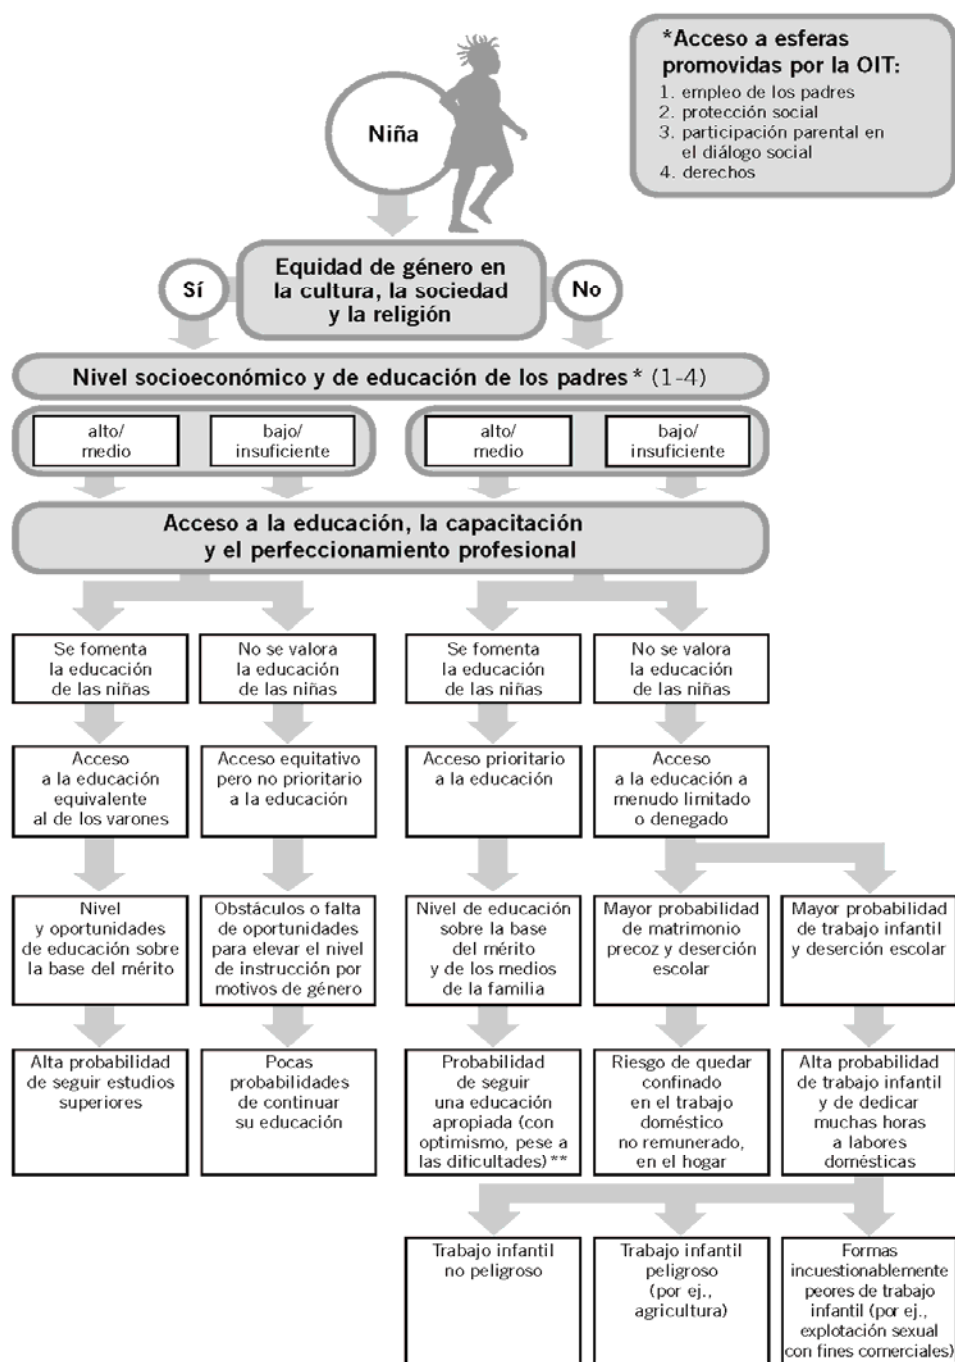 *Acceso a esferas
promovidas por la OIT:
1. empleo de los padres
2. protección social
3. participación parental en
el diálogo social
4. derechos
Niña
Equidad de género en
la cultura, la sociedad
y la religión
Sí
No
Nivel socioeconómico y de educación de los padres* (1-4)
alto/
medio
bajo/
insuficiente
alto/
medio
bajo/
insuficiente
Acceso a la educación, la capacitación
y el perfeccionamiento profesional
Se fomenta
la educación
de las niñas
No se valora
la educación
de las niñas
Se fomenta
la educación
de las niñas
No se valora
la educación
de las niñas
Acceso
a la educación
equivalente
al de los varones
Acceso equitativo
pero no prioritario
a la educación
Acceso prioritario
a la educación
Acceso
a la educación a
menudo limitado
o denegado
Nivel
y oportunidades
de educación sobre
la base del mérito
Obstáculos o falta
de oportunidades
para elevar el nivel
de instrucción por
motivos de género
Nivel de educación
sobre la base
del mérito
y de los medios
de la familia
Mayor probabilidad
de matrimonio
precoz y deserción
escolar
Mayor probabilidad
de trabajo infantil
y deserción escolar
Alta probabilidad
de seguir estudios
superiores
Pocas
probabilidades
de continuar
su educación
Probabilidad
de seguir
una educación
apropiada (con
optimismo, pese a
las dificultades)**
Riesgo de quedar
confinado
en el trabajo
doméstico
no remunerado,
en el hogar
Alta probabilidad
de trabajo infantil
y de dedicar
muchas horas
a labores
domésticas
Trabajo infantil
no peligroso
Trabajo infantil
peligroso
(por ej.,
agricultura)
Formas
incuestionablemente
peores de trabajo
infantil (por ej.,
explotación sexual
con fines comerciales)